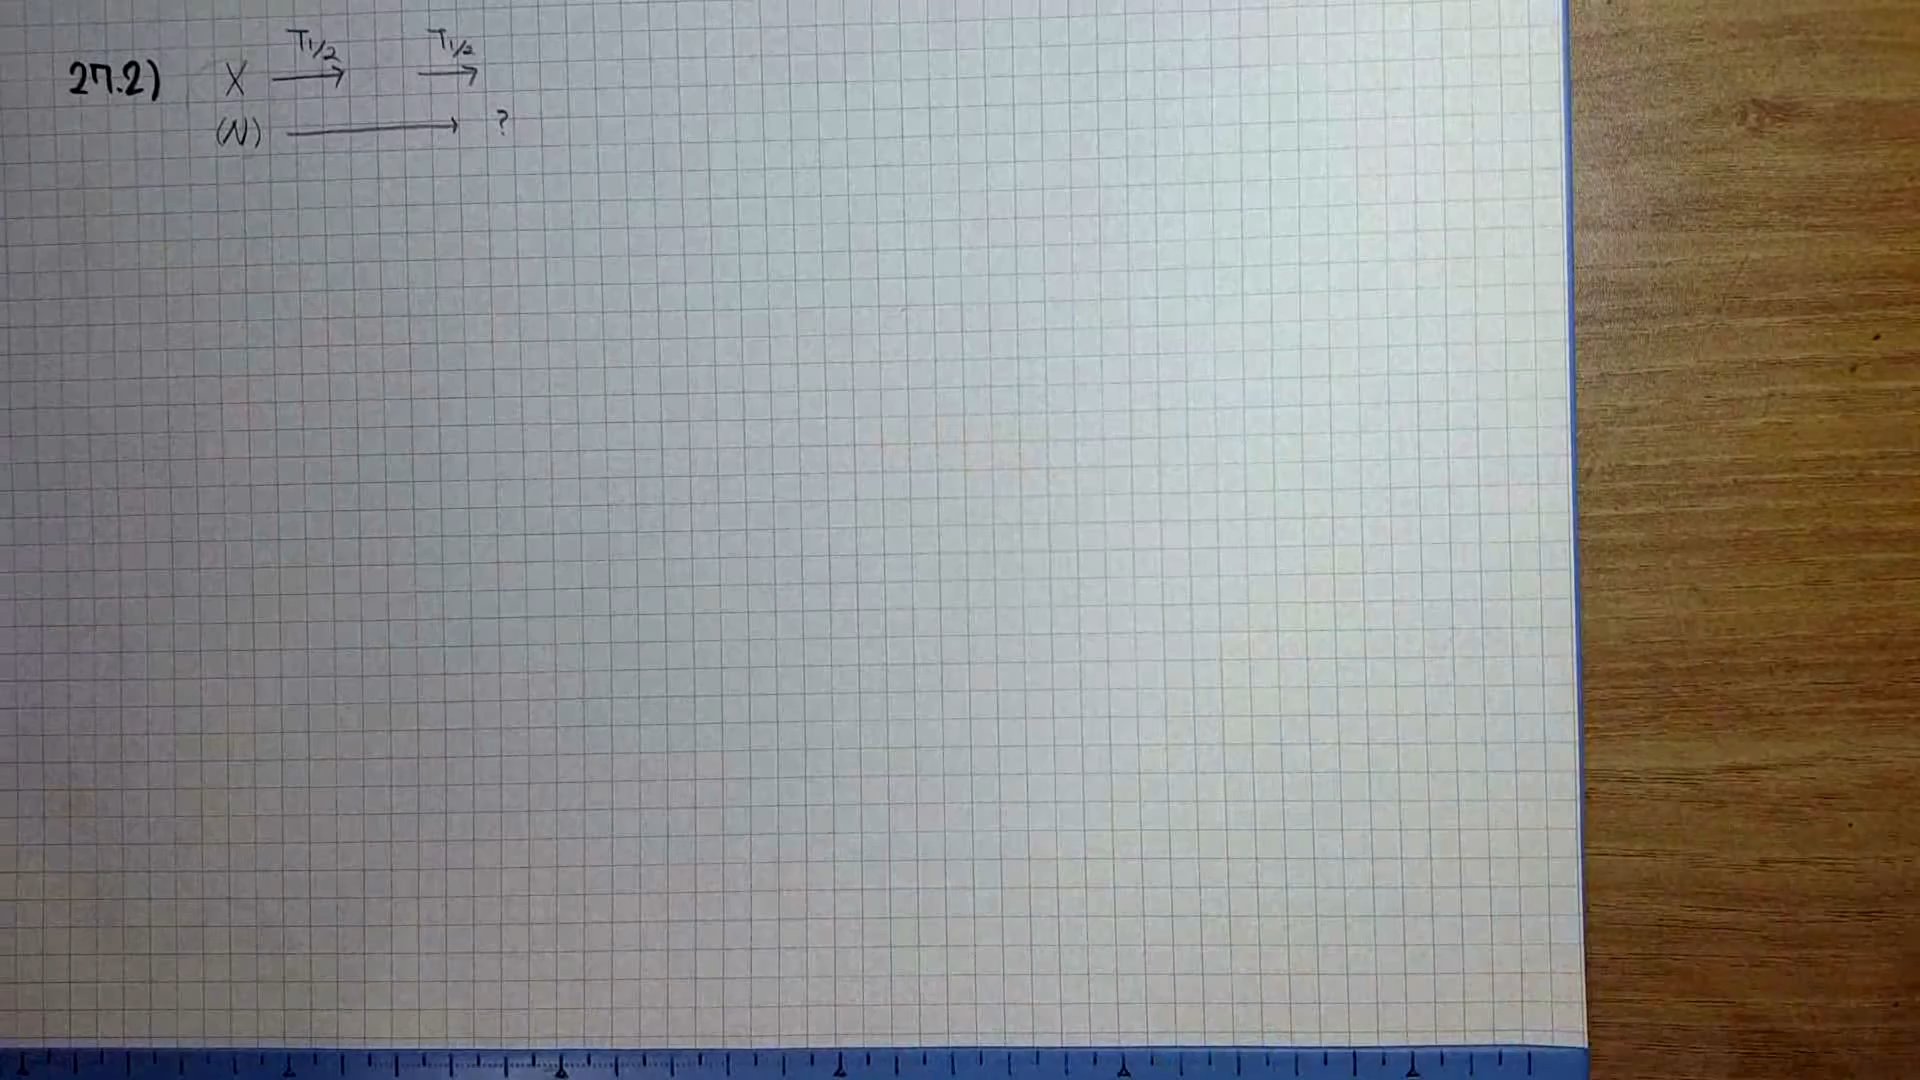 27.2) X T1/2 → T1/2 →
(N) → ?